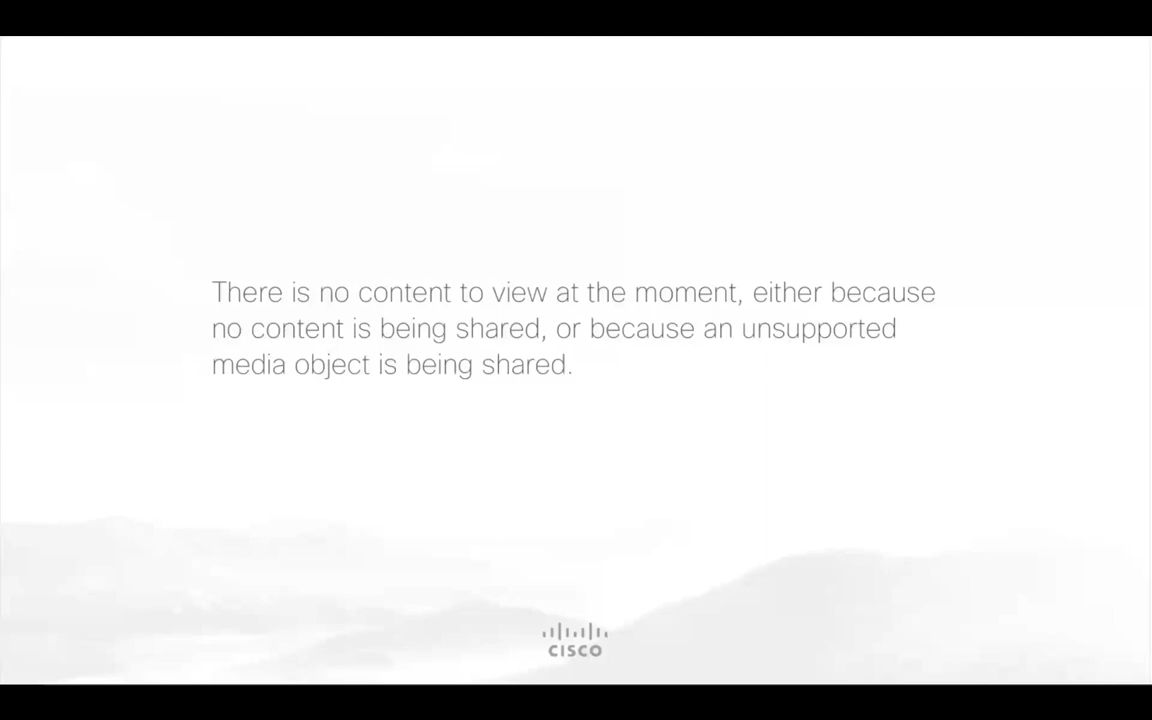 There is no content to view at the moment, either because
no content is being shared, or because an unsupported
media object is being shared.
CISCO